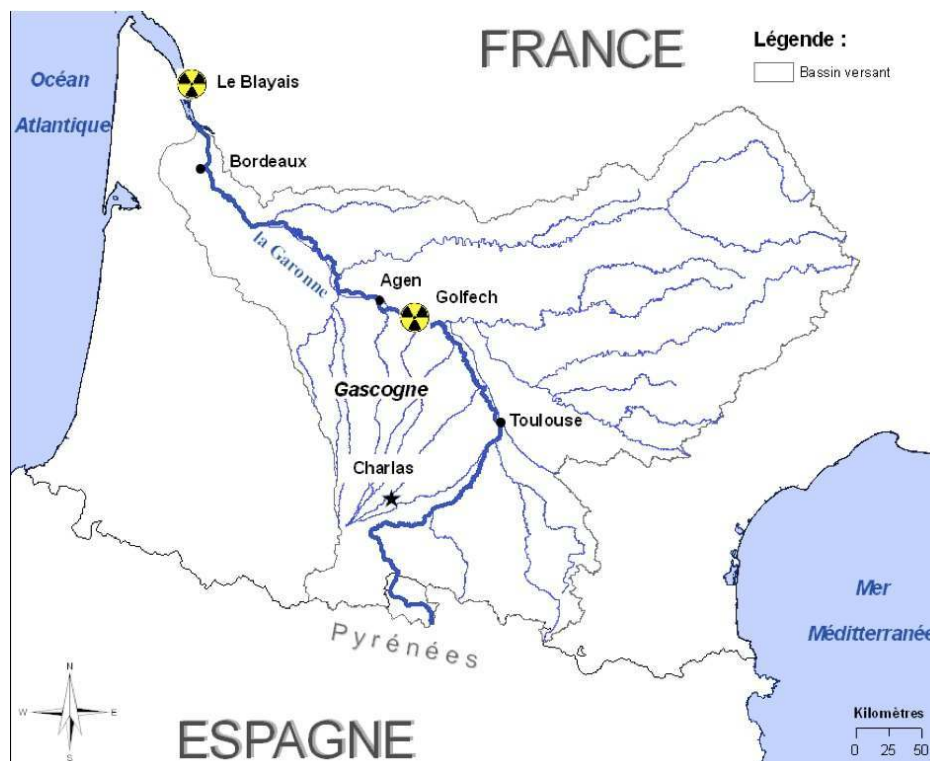 FRANCE
Légende :
Bassin versant
Océan
Atlantique
Le Blayais
Bordeaux
la Garonne
Agen
Golfech
Gascogne
Toulouse
Charlas
Mer
Méditerranée
Pyrénées
N
W E
S
Kilomètres
0 25 50
ESPAGNE